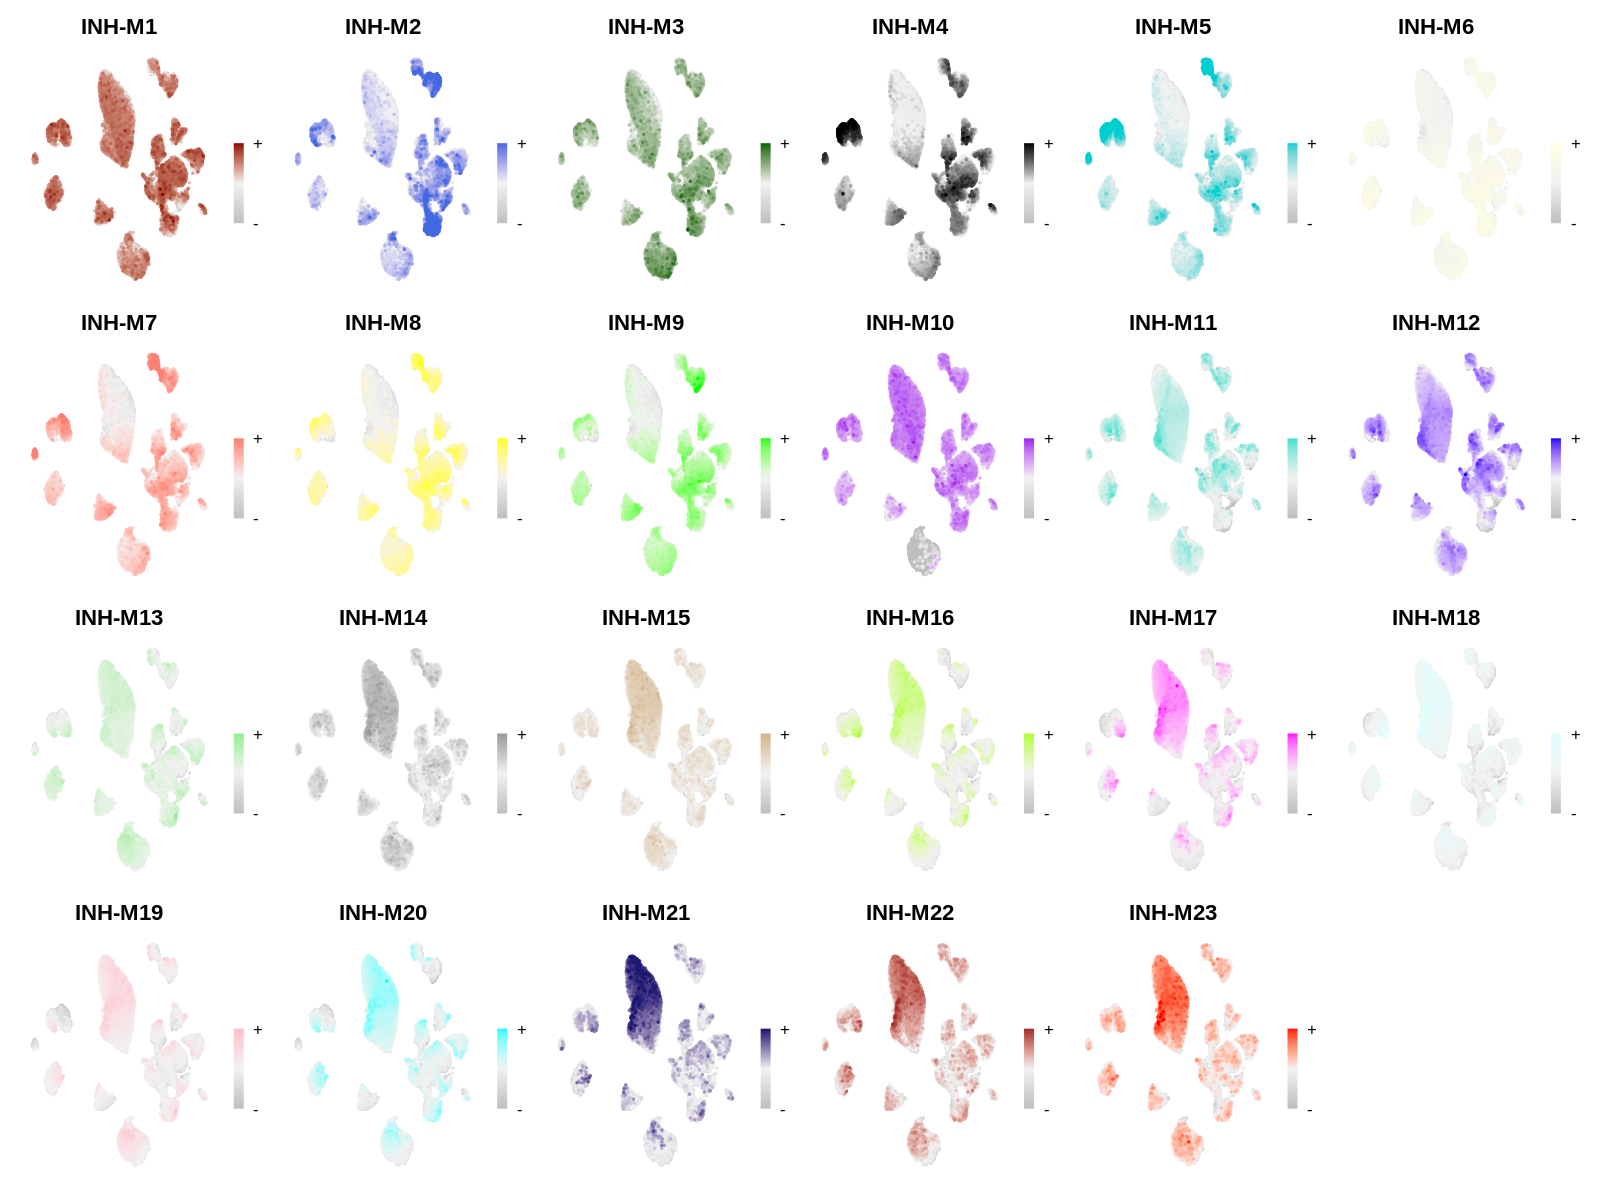 INH-M1 INH-M2 INH-M3 INH-M4 INH-M5 INH-M6
+ + + + + +
- - - - - -
INH-M7 INH-M8 INH-M9 INH-M10 INH-M11 INH-M12
+ + + + + +
- - - - - -
INH-M13 INH-M14 INH-M15 INH-M16 INH-M17 INH-M18
+ + + + + +
- - - - - -
INH-M19 INH-M20 INH-M21 INH-M22 INH-M23
+ + + + +
- - - - -